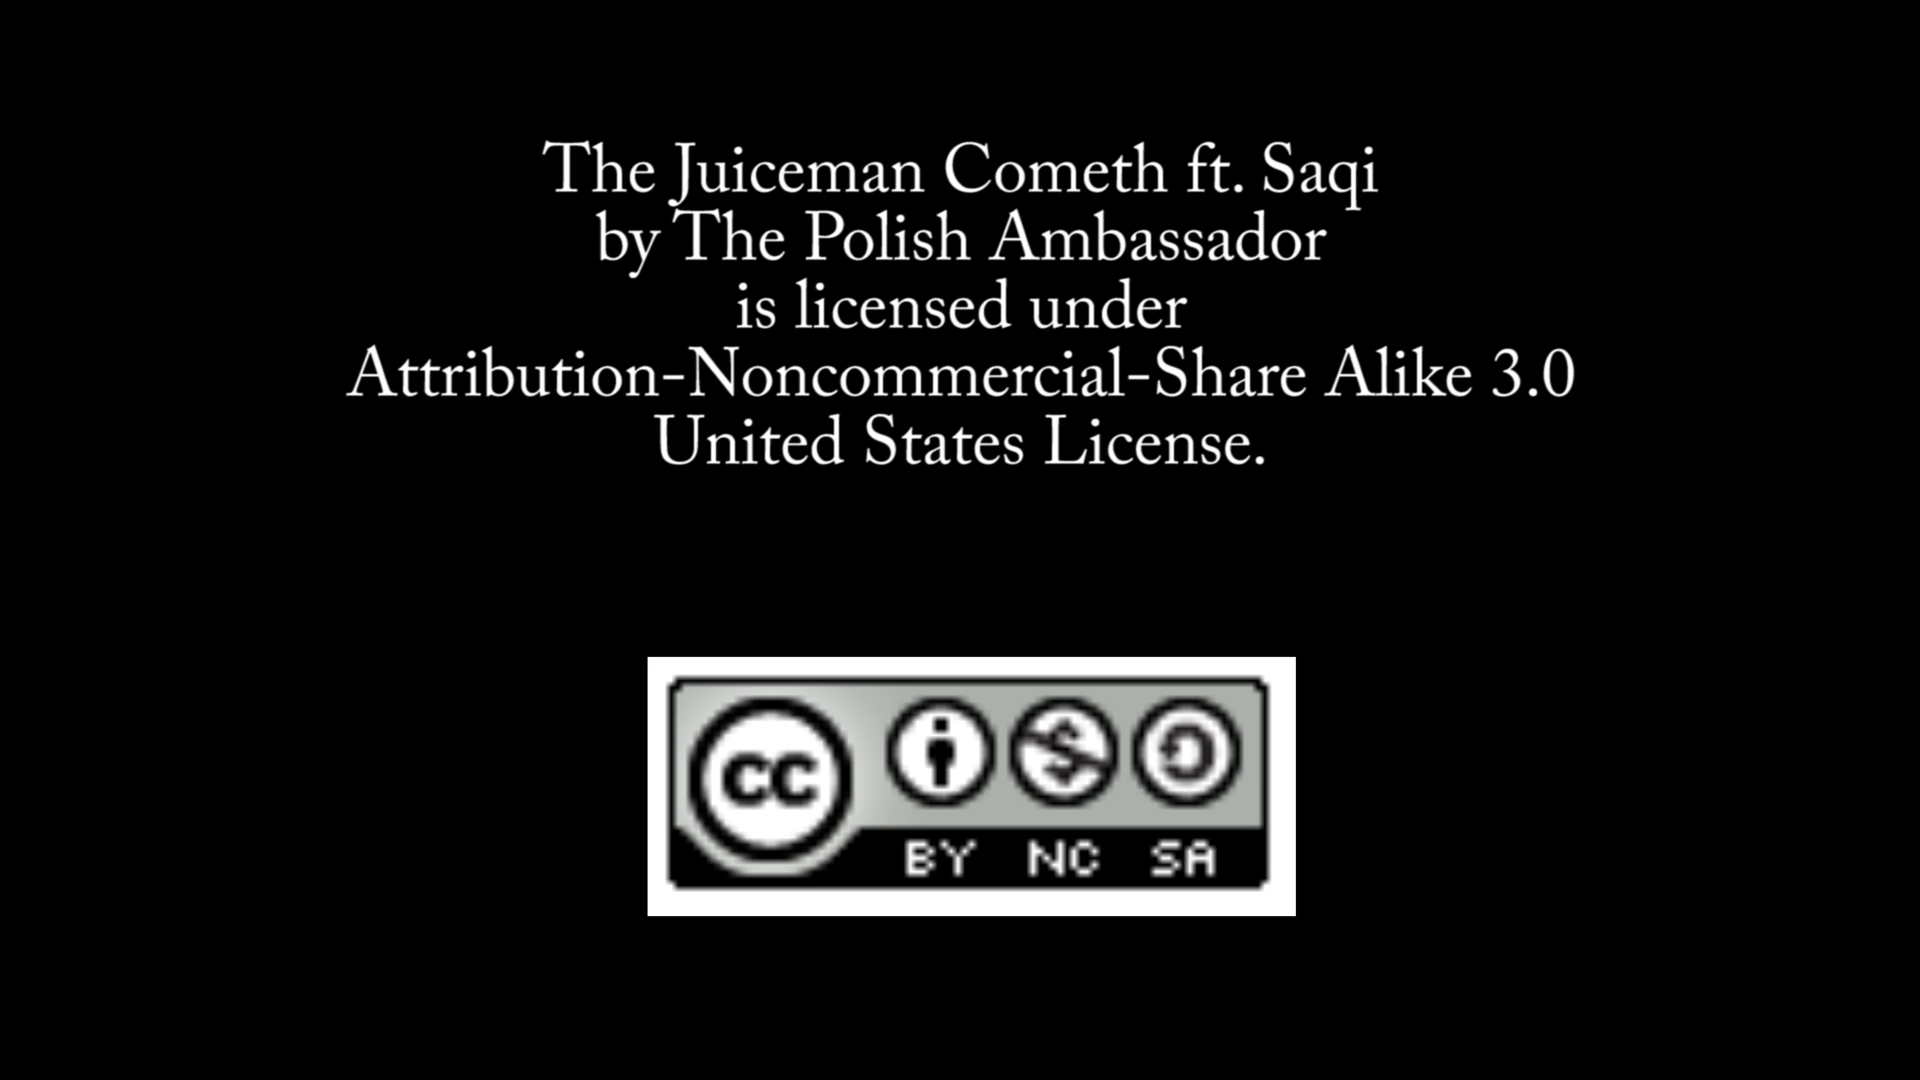 The Juiceman Cometh ft. Saqi
by The Polish Ambassador
is licensed under
Attribution-Noncommercial-Share Alike 3.0
United States License.
cc
BY NC SA